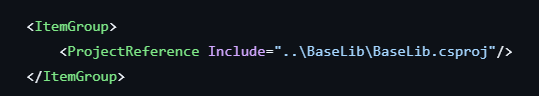 <ItemGroup>
    <ProjectReference Include="..\BaseLib\BaseLib.csproj"/>
</ItemGroup>